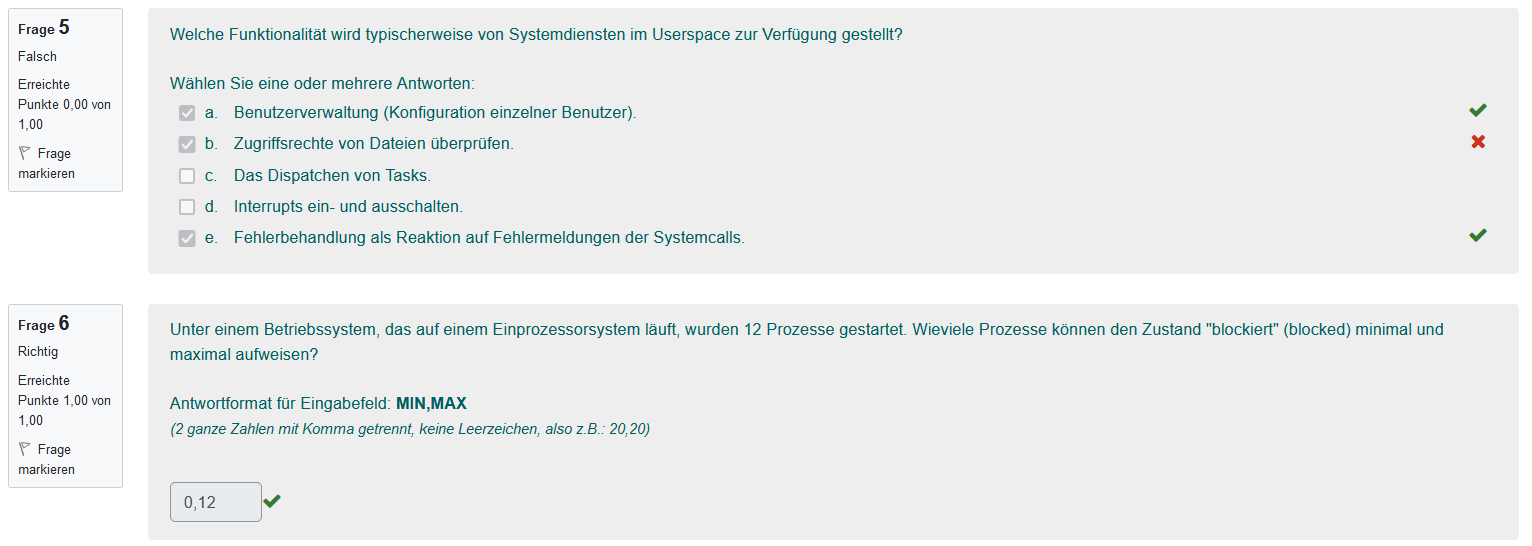 Frage 5
Falsch
Erreichte
Punkte 0,00 von
1,00
Frage
markieren
Welche Funktionalität wird typischerweise von Systemdiensten im Userspace zur Verfügung gestellt?
Wählen Sie eine oder mehrere Antworten:
a. Benutzerverwaltung (Konfiguration einzelner Benutzer).
b. Zugriffsrechte von Dateien überprüfen.
c. Das Dispatchen von Tasks.
d. Interrupts ein- und ausschalten.
e. Fehlerbehandlung als Reaktion auf Fehlermeldungen der Systemcalls.
Frage 6
Richtig
Erreichte
Punkte 1,00 von
1,00
Frage
markieren
Unter einem Betriebssystem, das auf einem Einprozessorsystem läuft, wurden 12 Prozesse gestartet. Wieviele Prozesse können den Zustand "blockiert" (blocked) minimal und
maximal aufweisen?
Antwortformat für Eingabefeld: MIN,MAX
(2 ganze Zahlen mit Komma getrennt, keine Leerzeichen, also z.B.: 20,20)
0,12